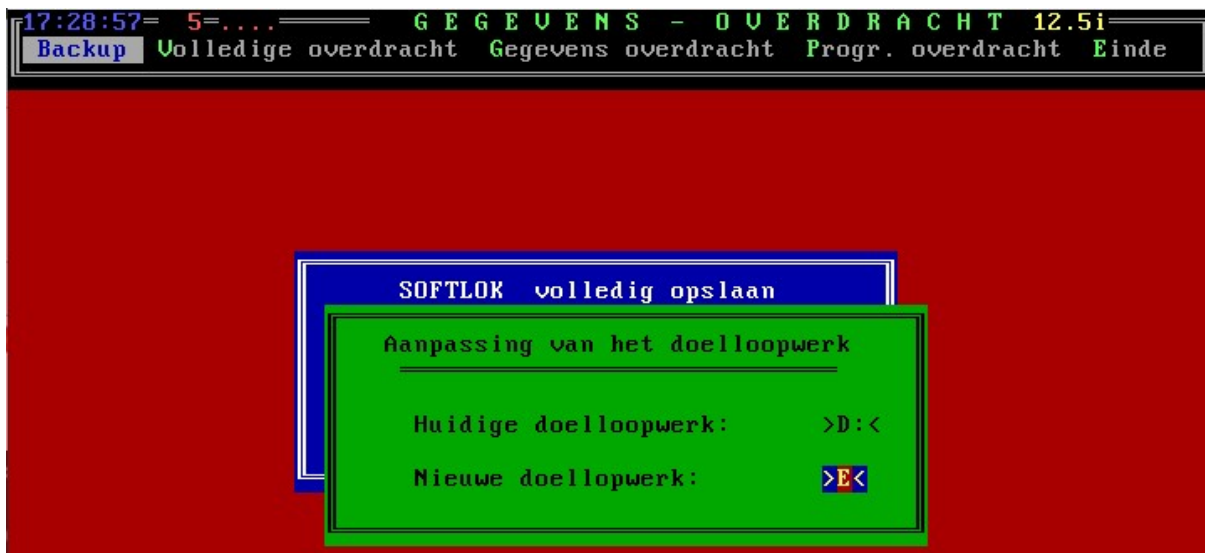 17:28:57= 5=.... G E G E V E N S - O V E R D R A C H T 12.5i
Backup Volledige overdracht Gegevens overdracht Progr. overdracht Einde
SOFTLOK volledig opslaan
Aanpassing van het doelloopwerk
Huidige doelloopwerk: >D:<
Nieuwe doellopwerk: >E<